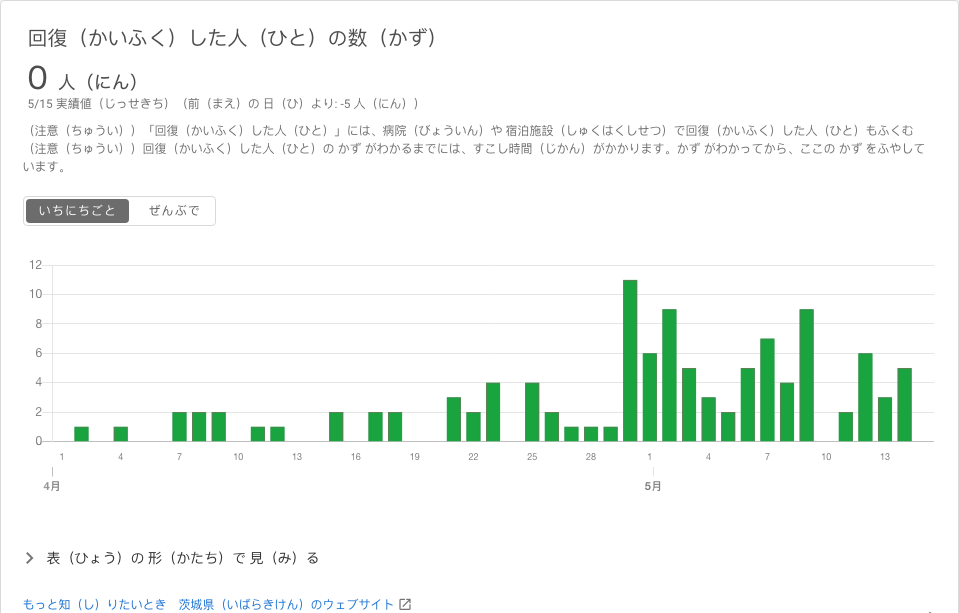 回復（かいふく）した人（ひと）の数（かず）
0 人（にん）
5/15 実績値（じっせきち）（前（まえ）の 日（ひ）より: -5 人（にん））
（注意（ちゅうい））「回復（かいふく）した人（ひと）」には、病院（びょういん）や 宿泊施設（しゅくはくしせつ）で回復（かいふく）した人（ひと）もふくむ
（注意（ちゅうい））回復（かいふく）した人（ひと）の かず がわかるまでには、すこし時間（じかん）がかかります。かず がわかってから、ここの かず をふやして
います。
いちにちごと ぜんぶで
12
10
8
6
4
2
0
1 4 7 10 13 16 19 22 25 28 1 4 7 10 13
4月 5月
表（ひょう）の 形（かたち）で 見（み）る
もっと知（し）りたいとき 茨城県（いばらきけん）のウェブサイト